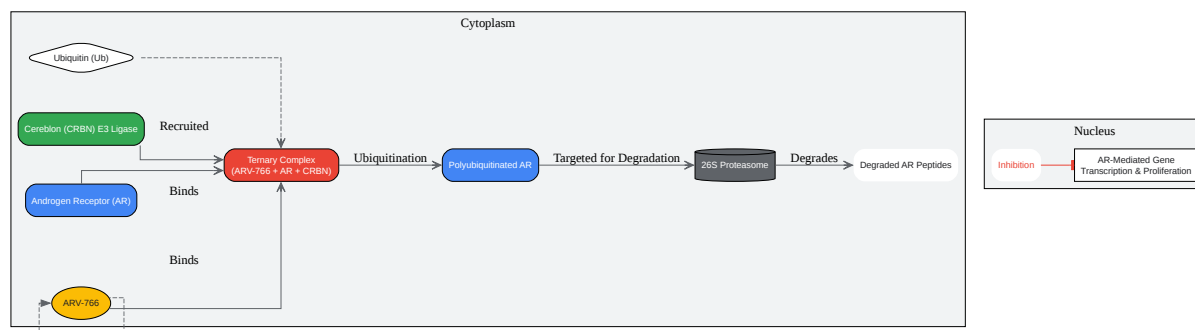 Cytoplasm
Ubiquitin (Ub)
Cereblon (CRBN) E3 Ligase
Recruited
Ternary Complex
(ARV-766 + AR + CRBN)
Ubiquitination
Polyubiquitinated AR
Targeted for Degradation
26S Proteasome
Degrades
Degraded AR Peptides
Binds
Androgen Receptor (AR)
Binds
ARV-766
Nucleus
Inhibition
AR-Mediated Gene
Transcription & Proliferation